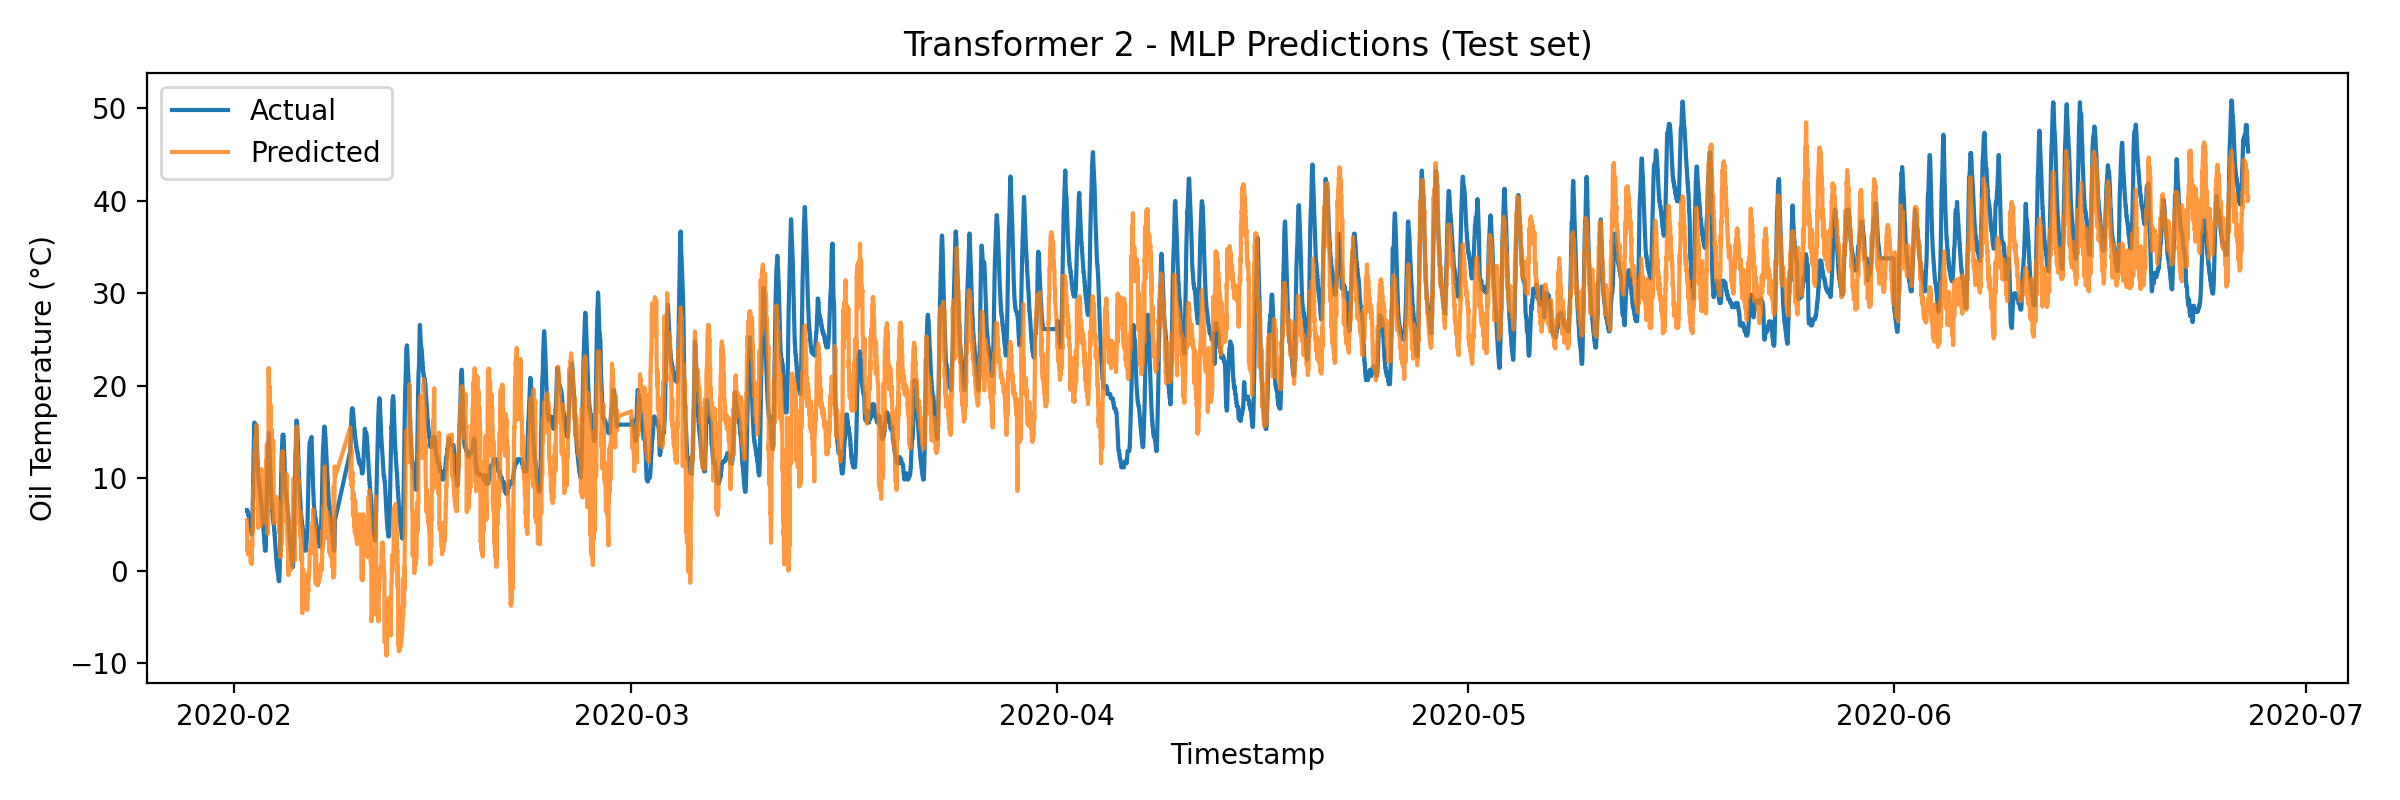 Transformer 2 - MLP Predictions (Test set)
Actual
Predicted
Oil Temperature (°C)
50
40
30
20
10
0
−10
2020-02
2020-03
2020-04
2020-05
2020-06
2020-07
Timestamp